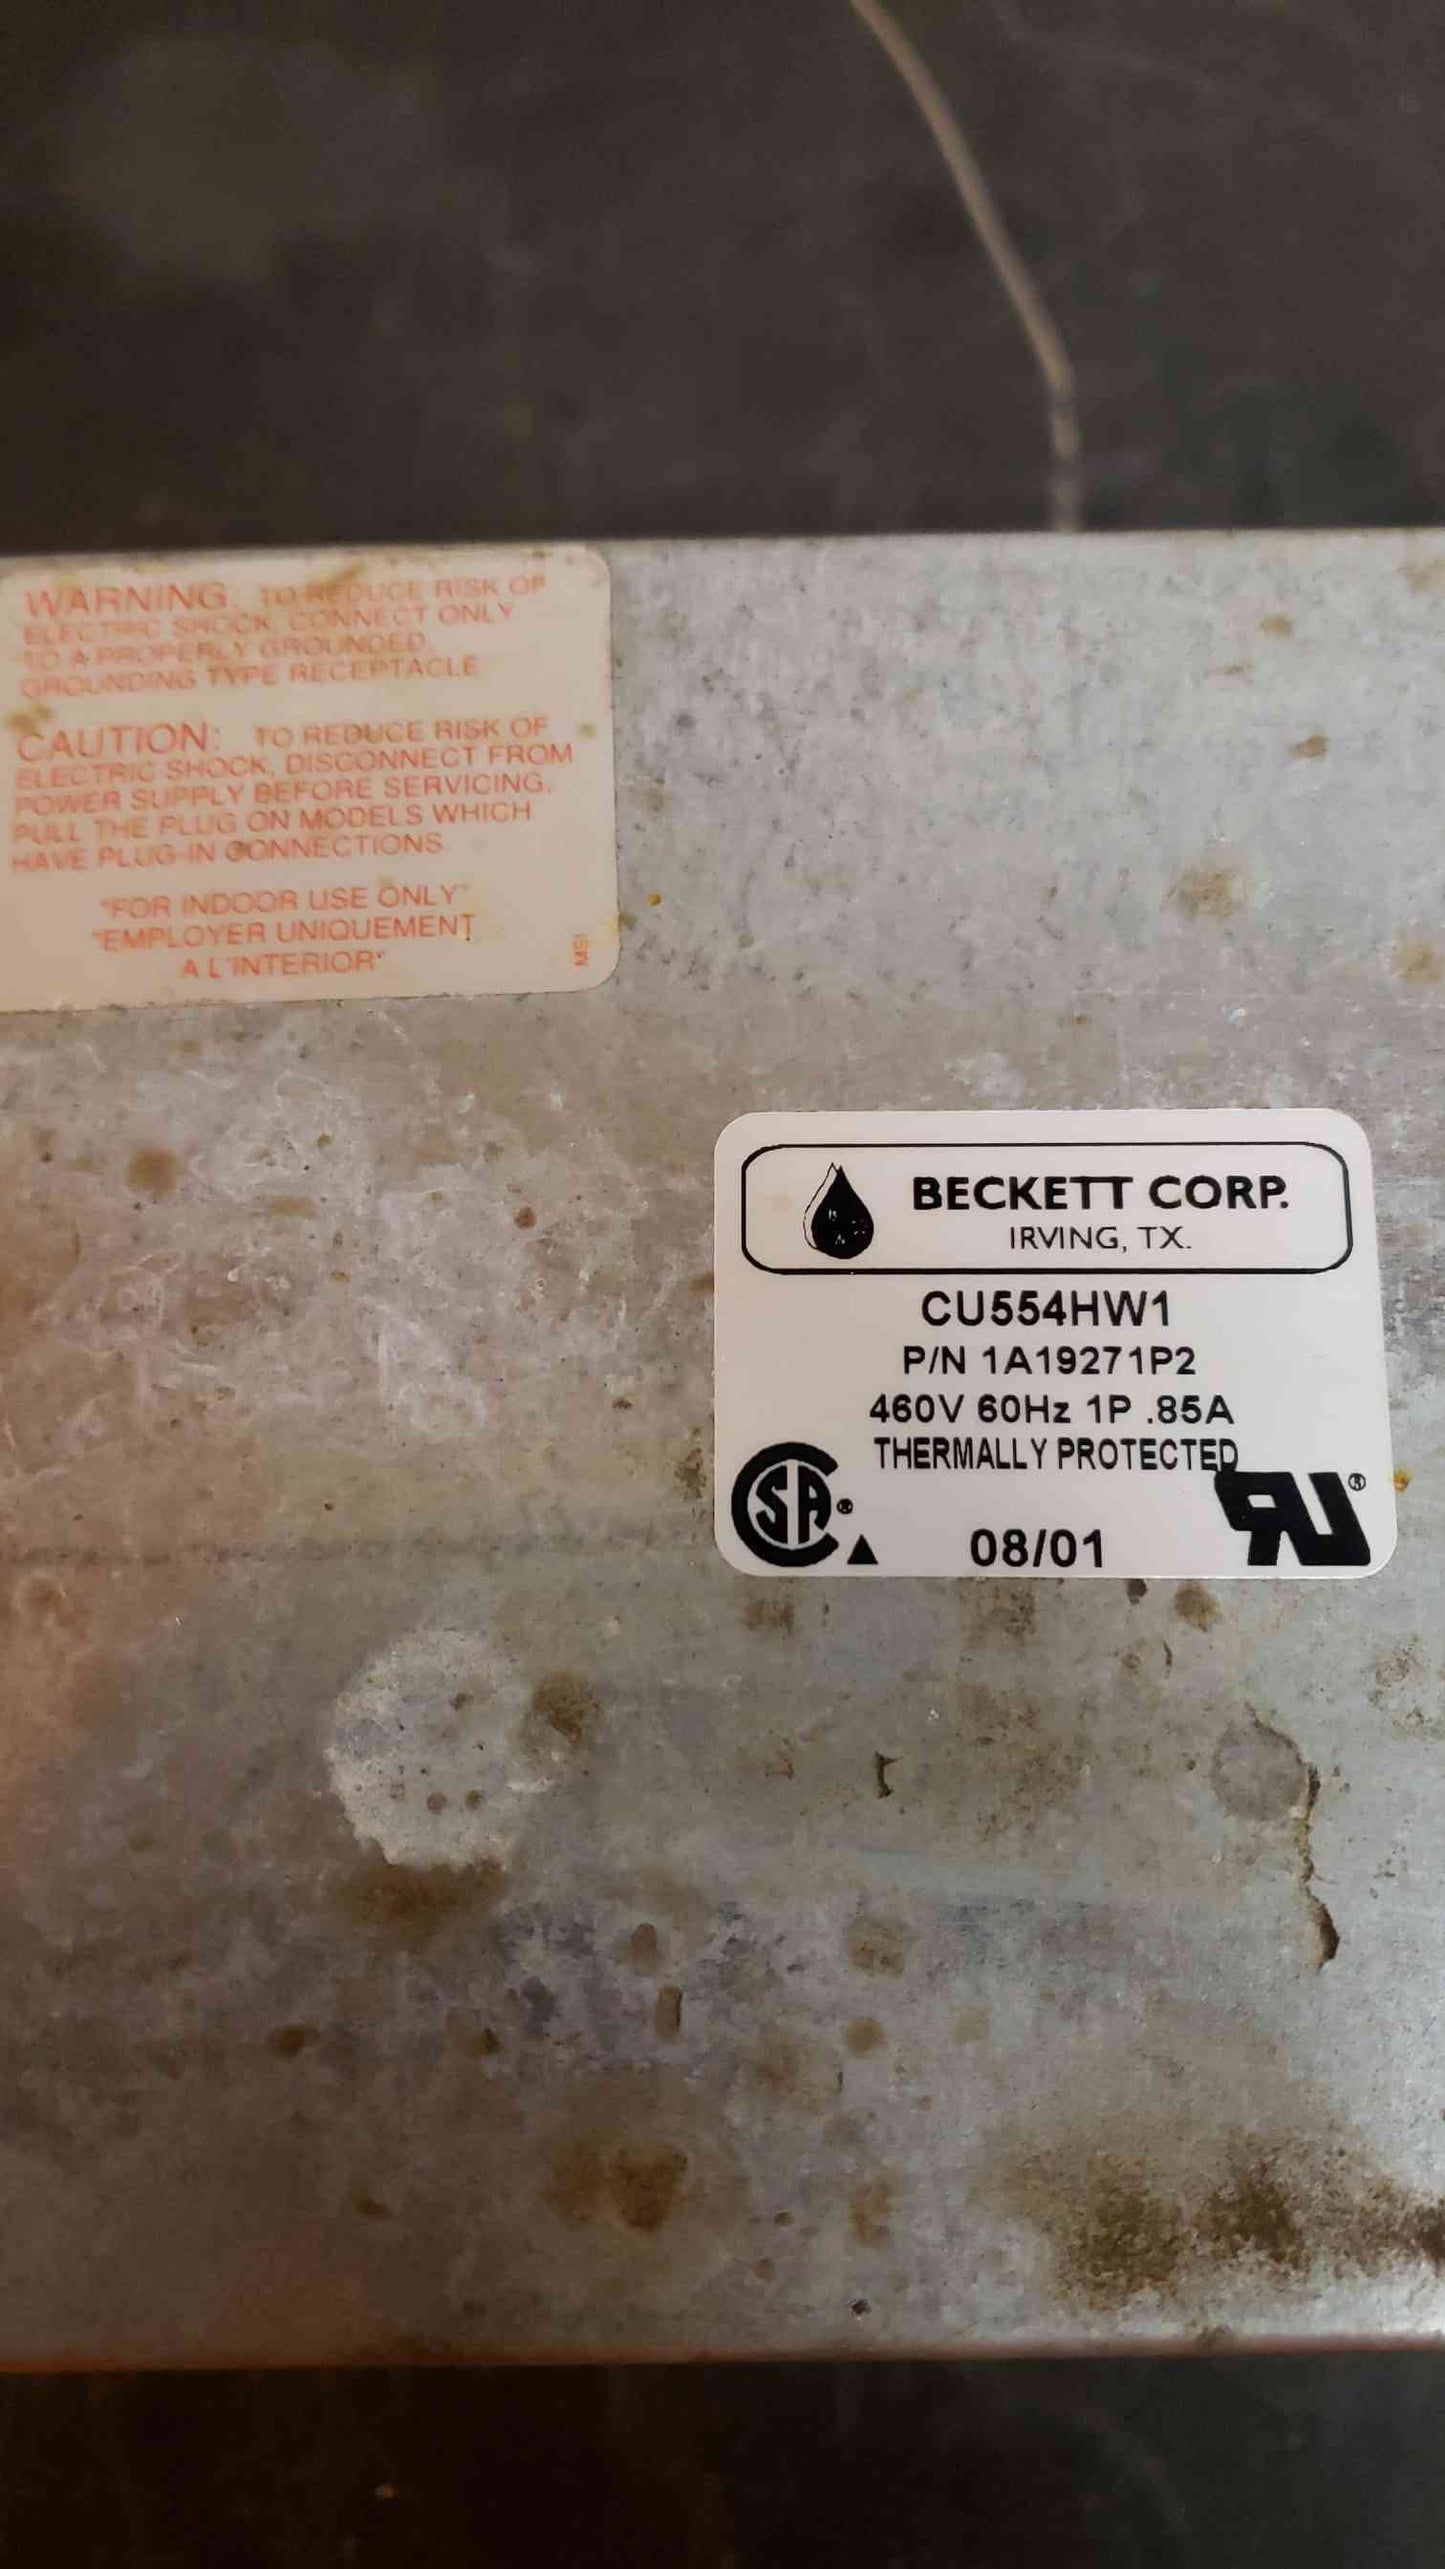 WARNING: TO REDUCE RISK OF
ELECTRIC SHOCK, CONNECT ONLY
TO A PROPERLY GROUNDED,
GROUNDING TYPE RECEPTACLE
CAUTION: TO REDUCE RISK OF
ELECTRIC SHOCK, DISCONNECT FROM
POWER SUPPLY BEFORE SERVICING,
PULL THE PLUG ON MODELS WHICH
HAVE PLUG-IN CONNECTIONS
"FOR INDOOR USE ONLY"
"EMPLOYER UNIQUEMENT
A L'INTERIOR"
MS1
BECKETT CORP.
IRVING, TX.
CU554HW1
P/N 1A19271P2
460V 60Hz 1P .85A
THERMALLY PROTECTED
SA®
RU®
08/01